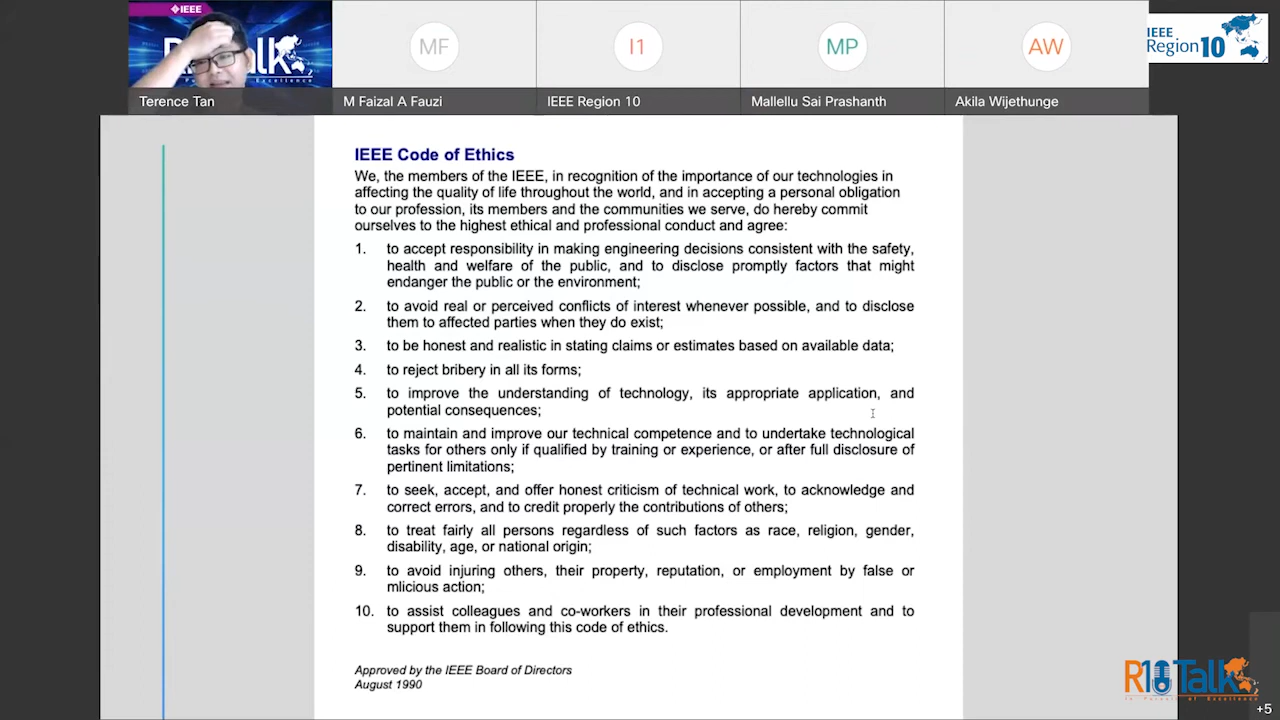 IEEE
R Talk
MF
I1
MP
AW
IEEE
Region 10
Terence Tan
M Faizal A Fauzi
IEEE Region 10
Mallellu Sai Prashanth
Akila Wijethunge
IEEE Code of Ethics
We, the members of the IEEE, in recognition of the importance of our technologies in
affecting the quality of life throughout the world, and in accepting a personal obligation
to our profession, its members and the communities we serve, do hereby commit
ourselves to the highest ethical and professional conduct and agree:
1. to accept responsibility in making engineering decisions consistent with the safety,
health and welfare of the public, and to disclose promptly factors that might
endanger the public or the environment;
2. to avoid real or perceived conflicts of interest whenever possible, and to disclose
them to affected parties when they do exist;
3. to be honest and realistic in stating claims or estimates based on available data;
4. to reject bribery in all its forms;
5. to improve the understanding of technology, its appropriate application, and
potential consequences;
6. to maintain and improve our technical competence and to undertake technological
tasks for others only if qualified by training or experience, or after full disclosure of
pertinent limitations;
7. to seek, accept, and offer honest criticism of technical work, to acknowledge and
correct errors, and to credit properly the contributions of others;
8. to treat fairly all persons regardless of such factors as race, religion, gender,
disability, age, or national origin;
9. to avoid injuring others, their property, reputation, or employment by false or
mlicious action;
10. to assist colleagues and co-workers in their professional development and to
support them in following this code of ethics.
Approved by the IEEE Board of Directors
August 1990
R10Talk
In Pursuit of Excellence
+5